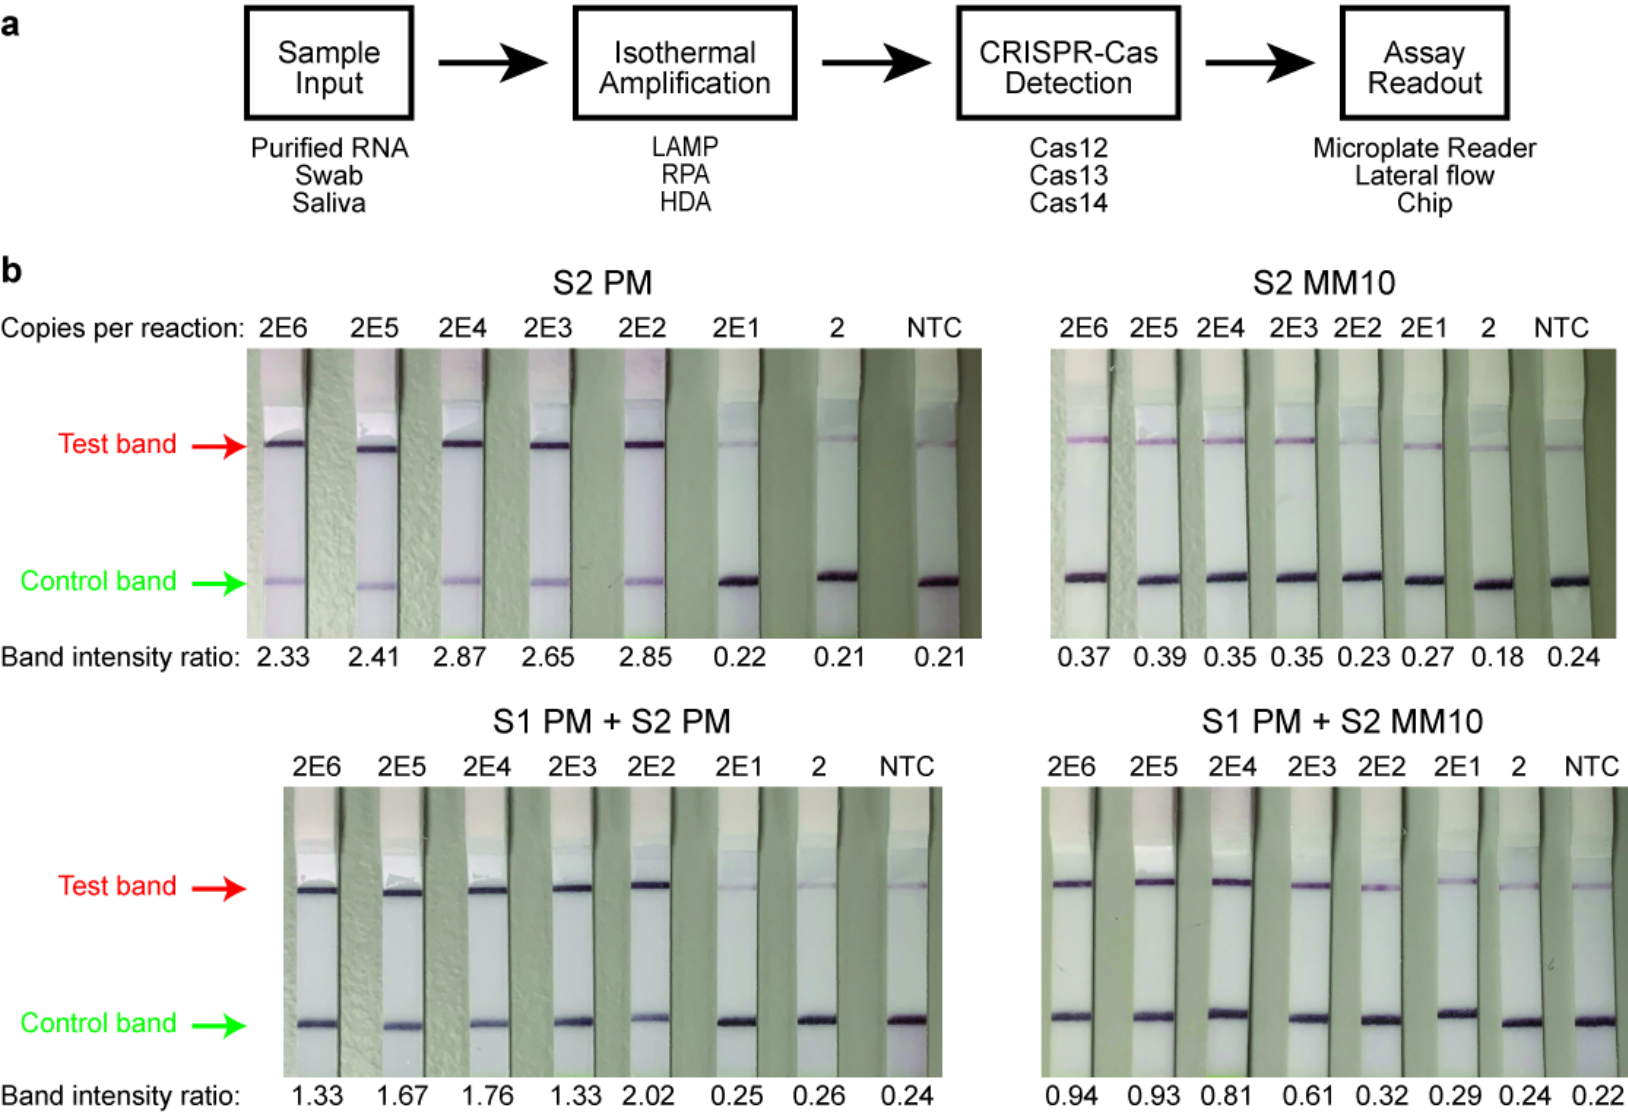 a
Sample
Input
Isothermal
Amplification
CRISPR-Cas
Detection
Assay
Readout
Purified RNA
Swab
Saliva
LAMP
RPA
HDA
Cas12
Cas13
Cas14
Microplate Reader
Lateral flow
Chip
b
S2 PM
S2 MM10
Copies per reaction: 2E6 2E5 2E4 2E3 2E2 2E1 2 NTC
2E6 2E5 2E4 2E3 2E2 2E1 2 NTC
Test band
Control band
Band intensity ratio: 2.33 2.41 2.87 2.65 2.85 0.22 0.21 0.21
0.37 0.39 0.35 0.35 0.23 0.27 0.18 0.24
S1 PM + S2 PM
S1 PM + S2 MM10
2E6 2E5 2E4 2E3 2E2 2E1 2 NTC
2E6 2E5 2E4 2E3 2E2 2E1 2 NTC
Test band
Control band
Band intensity ratio: 1.33 1.67 1.76 1.33 2.02 0.25 0.26 0.24
0.94 0.93 0.81 0.61 0.32 0.29 0.24 0.22